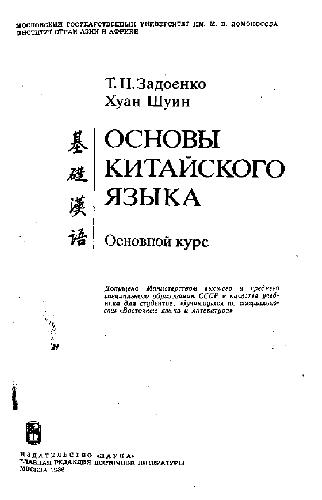 МОСКОВСКИЙ ГОСУДАРСТВЕННЫЙ УНИВЕРСИТЕТ ИМ. М. В. ЛОМОНОСОВА
ИНСТИТУТ СТРАН АЗИИ И АФРИКИ
Т. П. Задоенко
Хуан Шуин
基礎漢語
ОСНОВЫ
КИТАЙСКОГО
ЯЗЫКА
Основной курс
Допущено Министерством высшего и среднего
специального образования СССР в качестве учеб-
ника для студентов, обучающихся по специально-
сти «Восточные языки и литература»
ИЗДАТЕЛЬСТВО «НАУКА»
ГЛАВНАЯ РЕДАКЦИЯ ВОСТОЧНОЙ ЛИТЕРАТУРЫ
МОСКВА 1986